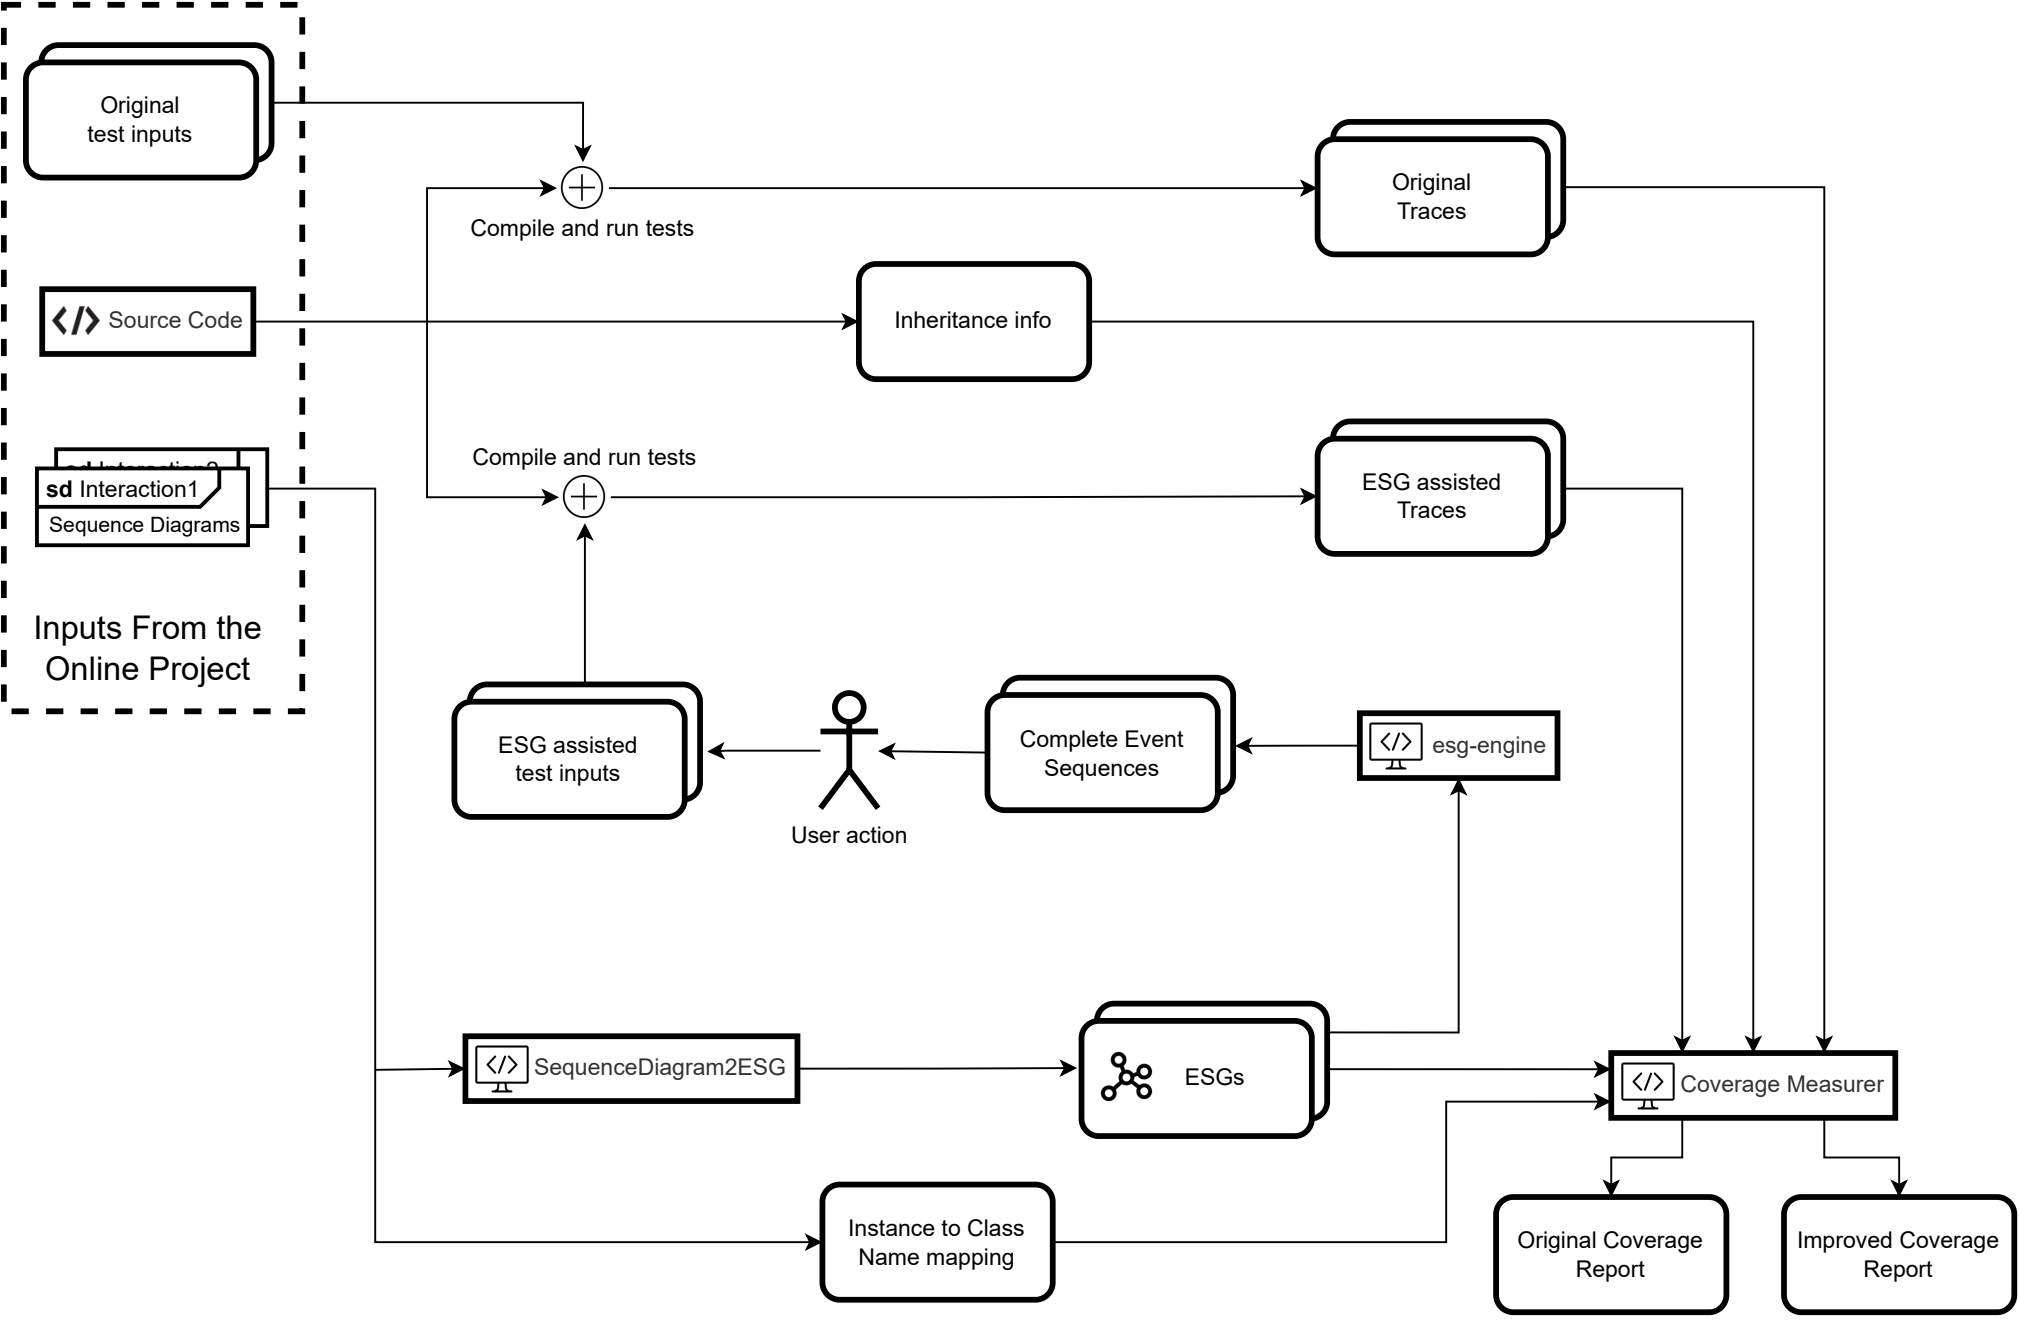 Original
test inputs
Compile and run tests
Original
Traces
Source Code
Inheritance info
sd Interaction2
sd Interaction1
Sequence Diagrams
Compile and run tests
ESG assisted
Traces
Inputs From the
Online Project
ESG assisted
test inputs
User action
Complete Event
Sequences
esg-engine
SequenceDiagram2ESG
ESGs
Coverage Measurer
Instance to Class
Name mapping
Original Coverage
Report
Improved Coverage
Report